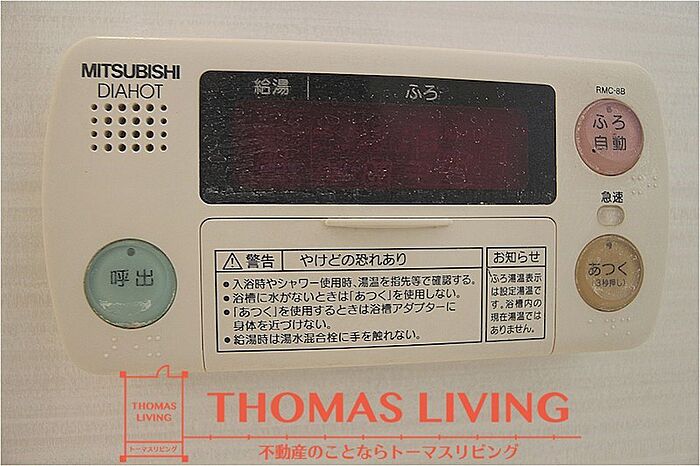 MITSUBISHI
DIAHOT
給湯
ふろ
RMC-8B
ふろ
自動
急速
呼出
あつく
(3秒押し)
警告 やけどの恐れあり
●入浴時やシャワー使用時、湯温を指先等で確認する。
●浴槽に水がないときは「あつく」を使用しない。
●「あつく」を使用するときは浴槽アダプターに
身体を近づけない。
●給湯時は湯水混合栓に手を触れない。
お知らせ
ふろ湯温表示
は設定湯温で
す。浴槽内の
現在湯温では
ありません。
THOMAS
LIVING
トーマスリビング
THOMAS LIVING
不動産のことならトーマスリビング